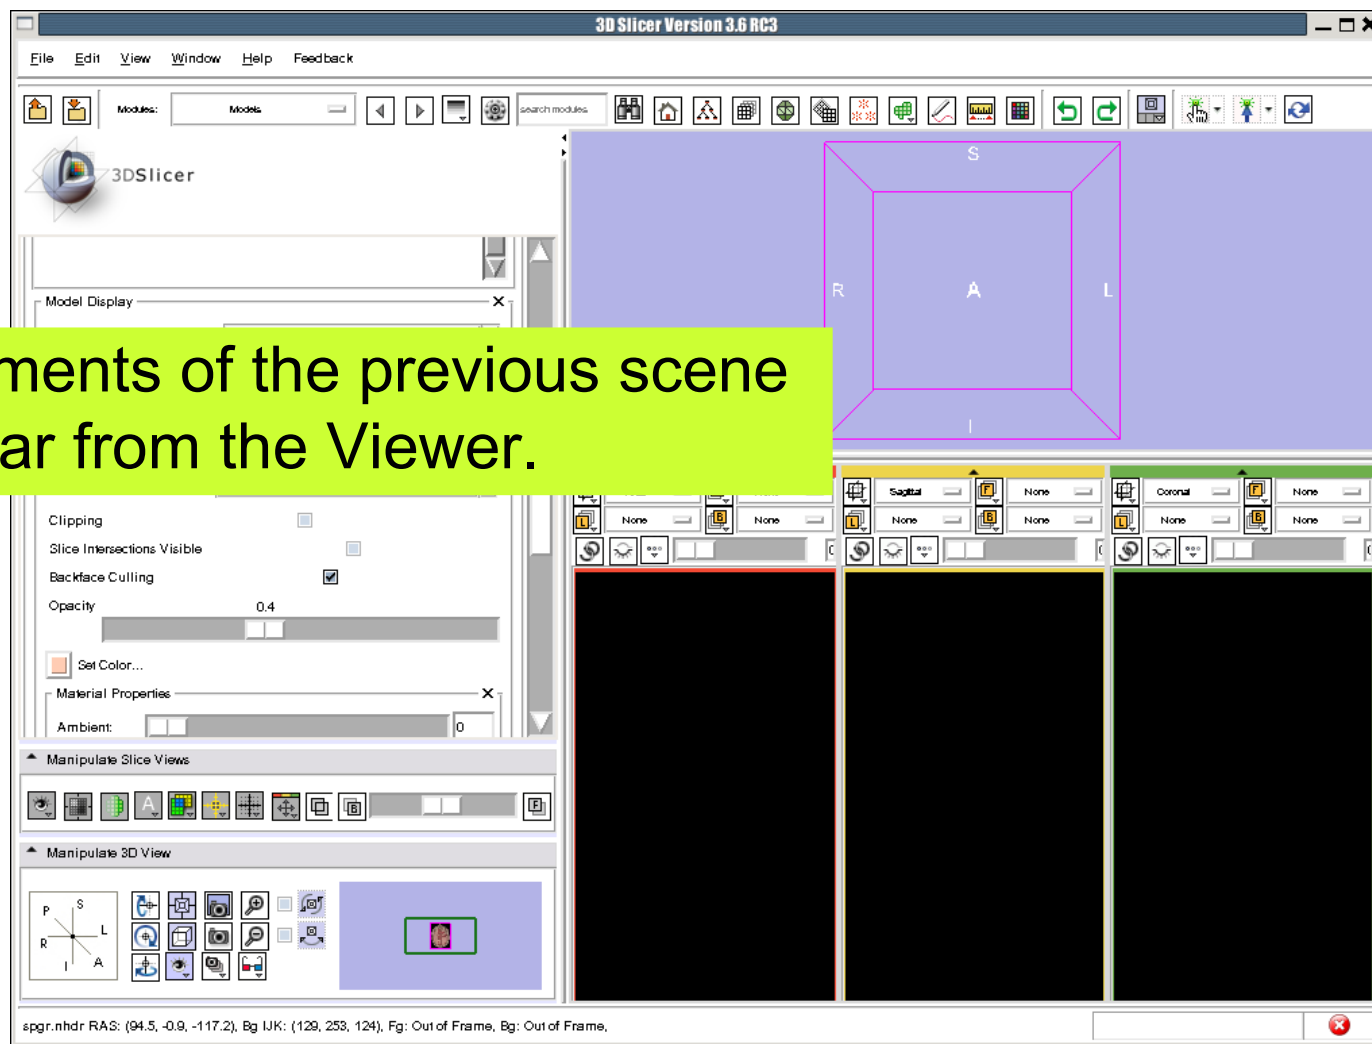 3D Slicer Version 3.6 RC3
File Edit View Window Help Feedback
Modules: Models search modules
3DSlicer
S
R A L
I
Model Display
ments of the previous scene
ar from the Viewer.
Sagittal F None Coronal F None
L None B None L None B None L None B None
Clipping
Slice Intersections Visible
Backface Culling
Opacity 0.4
Set Color...
Material Properties
Ambient: 0
Manipulate Slice Views
A B F
Manipulate 3D View
P S
R L
I A
spgr.nhdr RAS: (94.5, -0.9, -117.2), Bg IJK: (129, 253, 124), Fg: Out of Frame, Bg: Out of Frame,